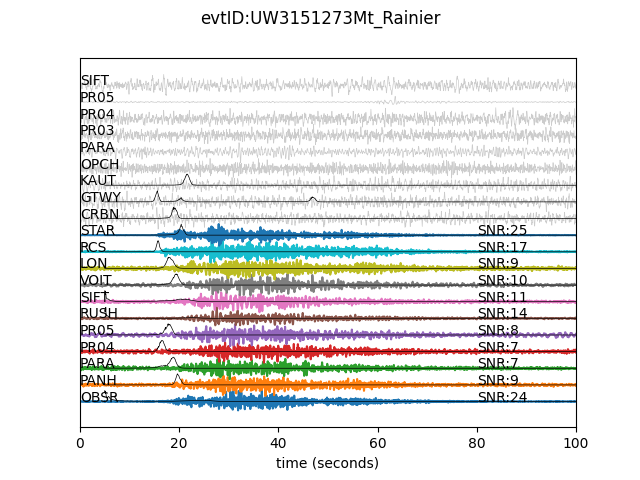 evtID:UW3151273Mt_Rainier
SIFT
PR05
PR04
PR03
PARA
OPCH
KAUT
GTWY
CRBN
STAR SNR:25
RCS SNR:17
LON SNR:9
VOIT SNR:10
SIFT SNR:11
RUSH SNR:14
PR05 SNR:8
PR04 SNR:7
PARA SNR:7
PANH SNR:9
OBSR SNR:24
0 20 40 60 80 100
time (seconds)